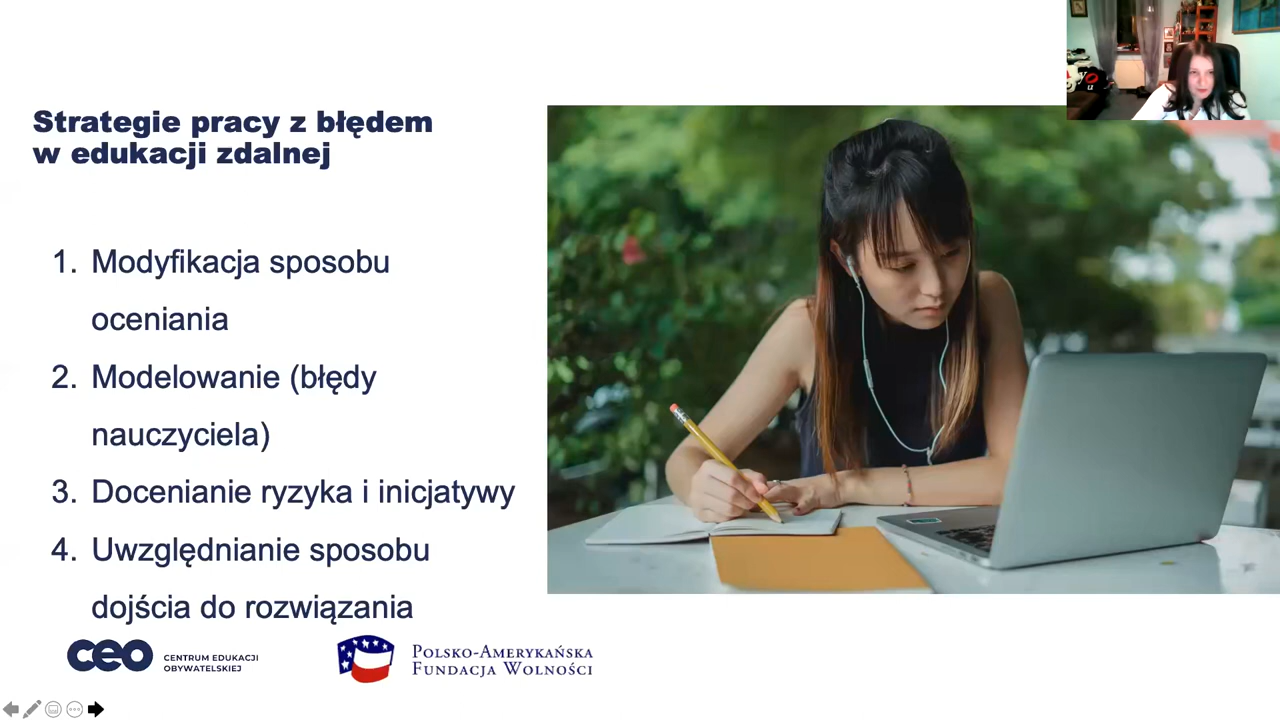 Strategie pracy z błędem
w edukacji zdalnej
1. Modyfikacja sposobu
oceniania
2. Modelowanie (błędy
nauczyciela)
3. Docenianie ryzyka i inicjatywy
4. Uwzględnianie sposobu
dojścia do rozwiązania
ceo
CENTRUM EDUKACJI
OBYWATELSKIEJ
POLSKO-AMERYKAŃSKA
FUNDACJA WOLNOŚCI